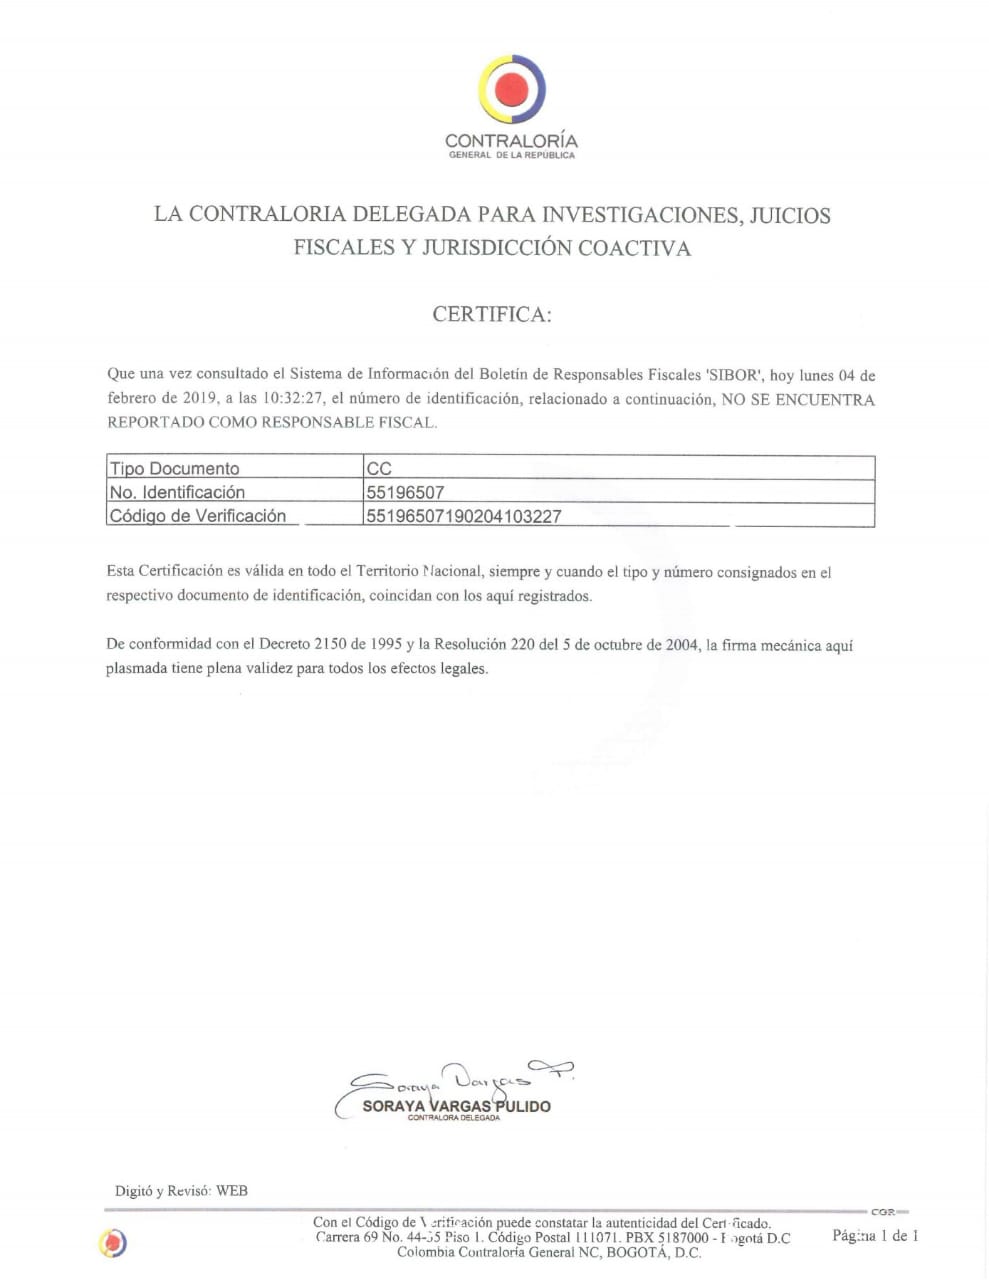 CONTRALORÍA
GENERAL DE LA REPÚBLICA
LA CONTRALORIA DELEGADA PARA INVESTIGACIONES, JUICIOS
FISCALES Y JURISDICCIÓN COACTIVA
CERTIFICA:
Que una vez consultado el Sistema de Información del Boletín de Responsables Fiscales 'SIBOR', hoy lunes 04 de
febrero de 2019, a las 10:32:27, el número de identificación, relacionado a continuación, NO SE ENCUENTRA
REPORTADO COMO RESPONSABLE FISCAL.
Tipo Documento CC
No. Identificación 55196507
Código de Verificación 55196507190204103227
Esta Certificación es válida en todo el Territorio Nacional, siempre y cuando el tipo y número consignados en el
respectivo documento de identificación, coincidan con los aquí registrados.
De conformidad con el Decreto 2150 de 1995 y la Resolución 220 del 5 de octubre de 2004, la firma mecánica aquí
plasmada tiene plena validez para todos los efectos legales.
Soraya Vargas P.
SORAYA VARGAS PULIDO
CONTRALORA DELEGADA
Digitó y Revisó: WEB
CGR
Con el Código de Verificación puede constatar la autenticidad del Certificado.
Carrera 69 No. 44-35 Piso 1. Código Postal 111071. PBX 5187000 - Bogotá D.C
Colombia Contraloría General NC, BOGOTÁ, D.C.
Página 1 de 1